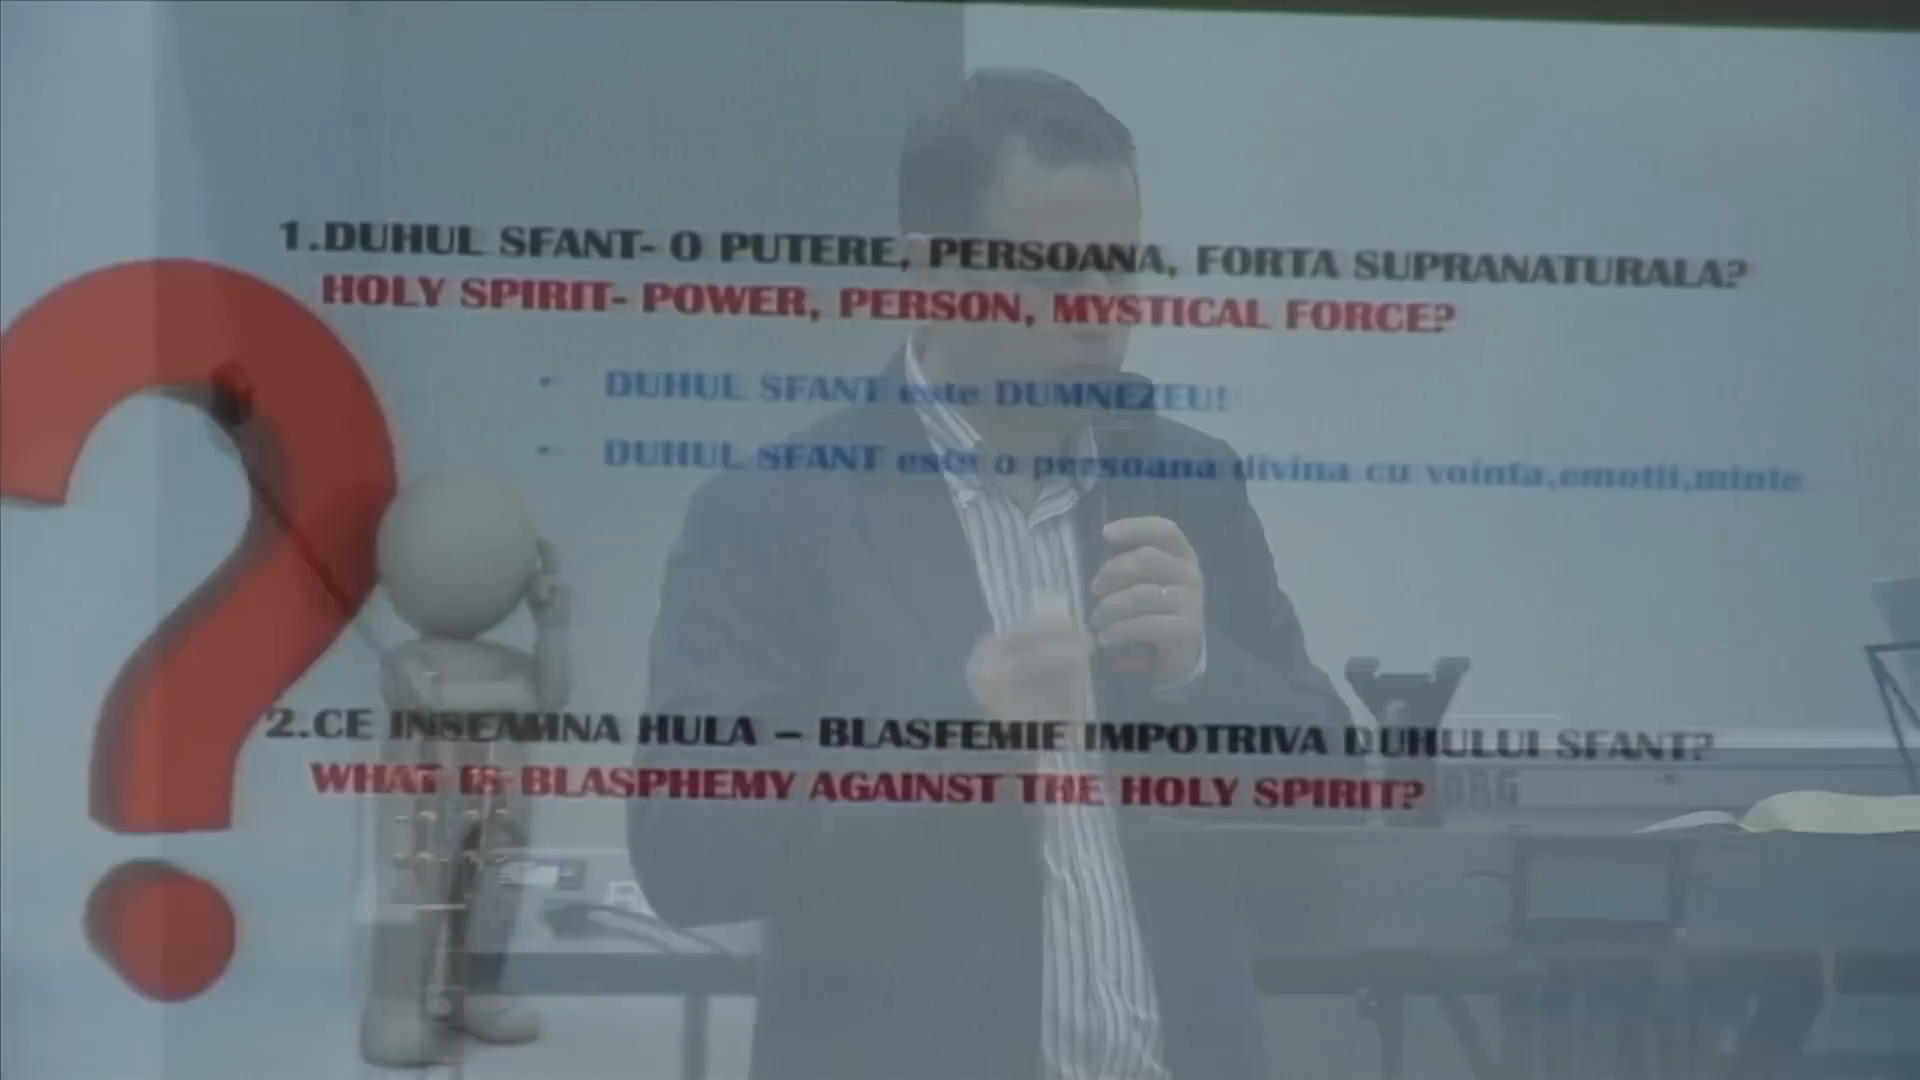 1.DUHUL SFANT- O PUTERE, PERSOANA, FORTA SUPRANATURALA?
HOLY SPIRIT- POWER, PERSON, MYSTICAL FORCE?
- DUHUL SFANT este DUMNEZEU!
- DUHUL SFANT este o persoana divina cu vointa,emotii,minte
2.CE INSEAMNA HULA – BLASFEMIE IMPOTRIVA DUHULUI SFANT?
WHAT IS BLASPHEMY AGAINST THE HOLY SPIRIT?